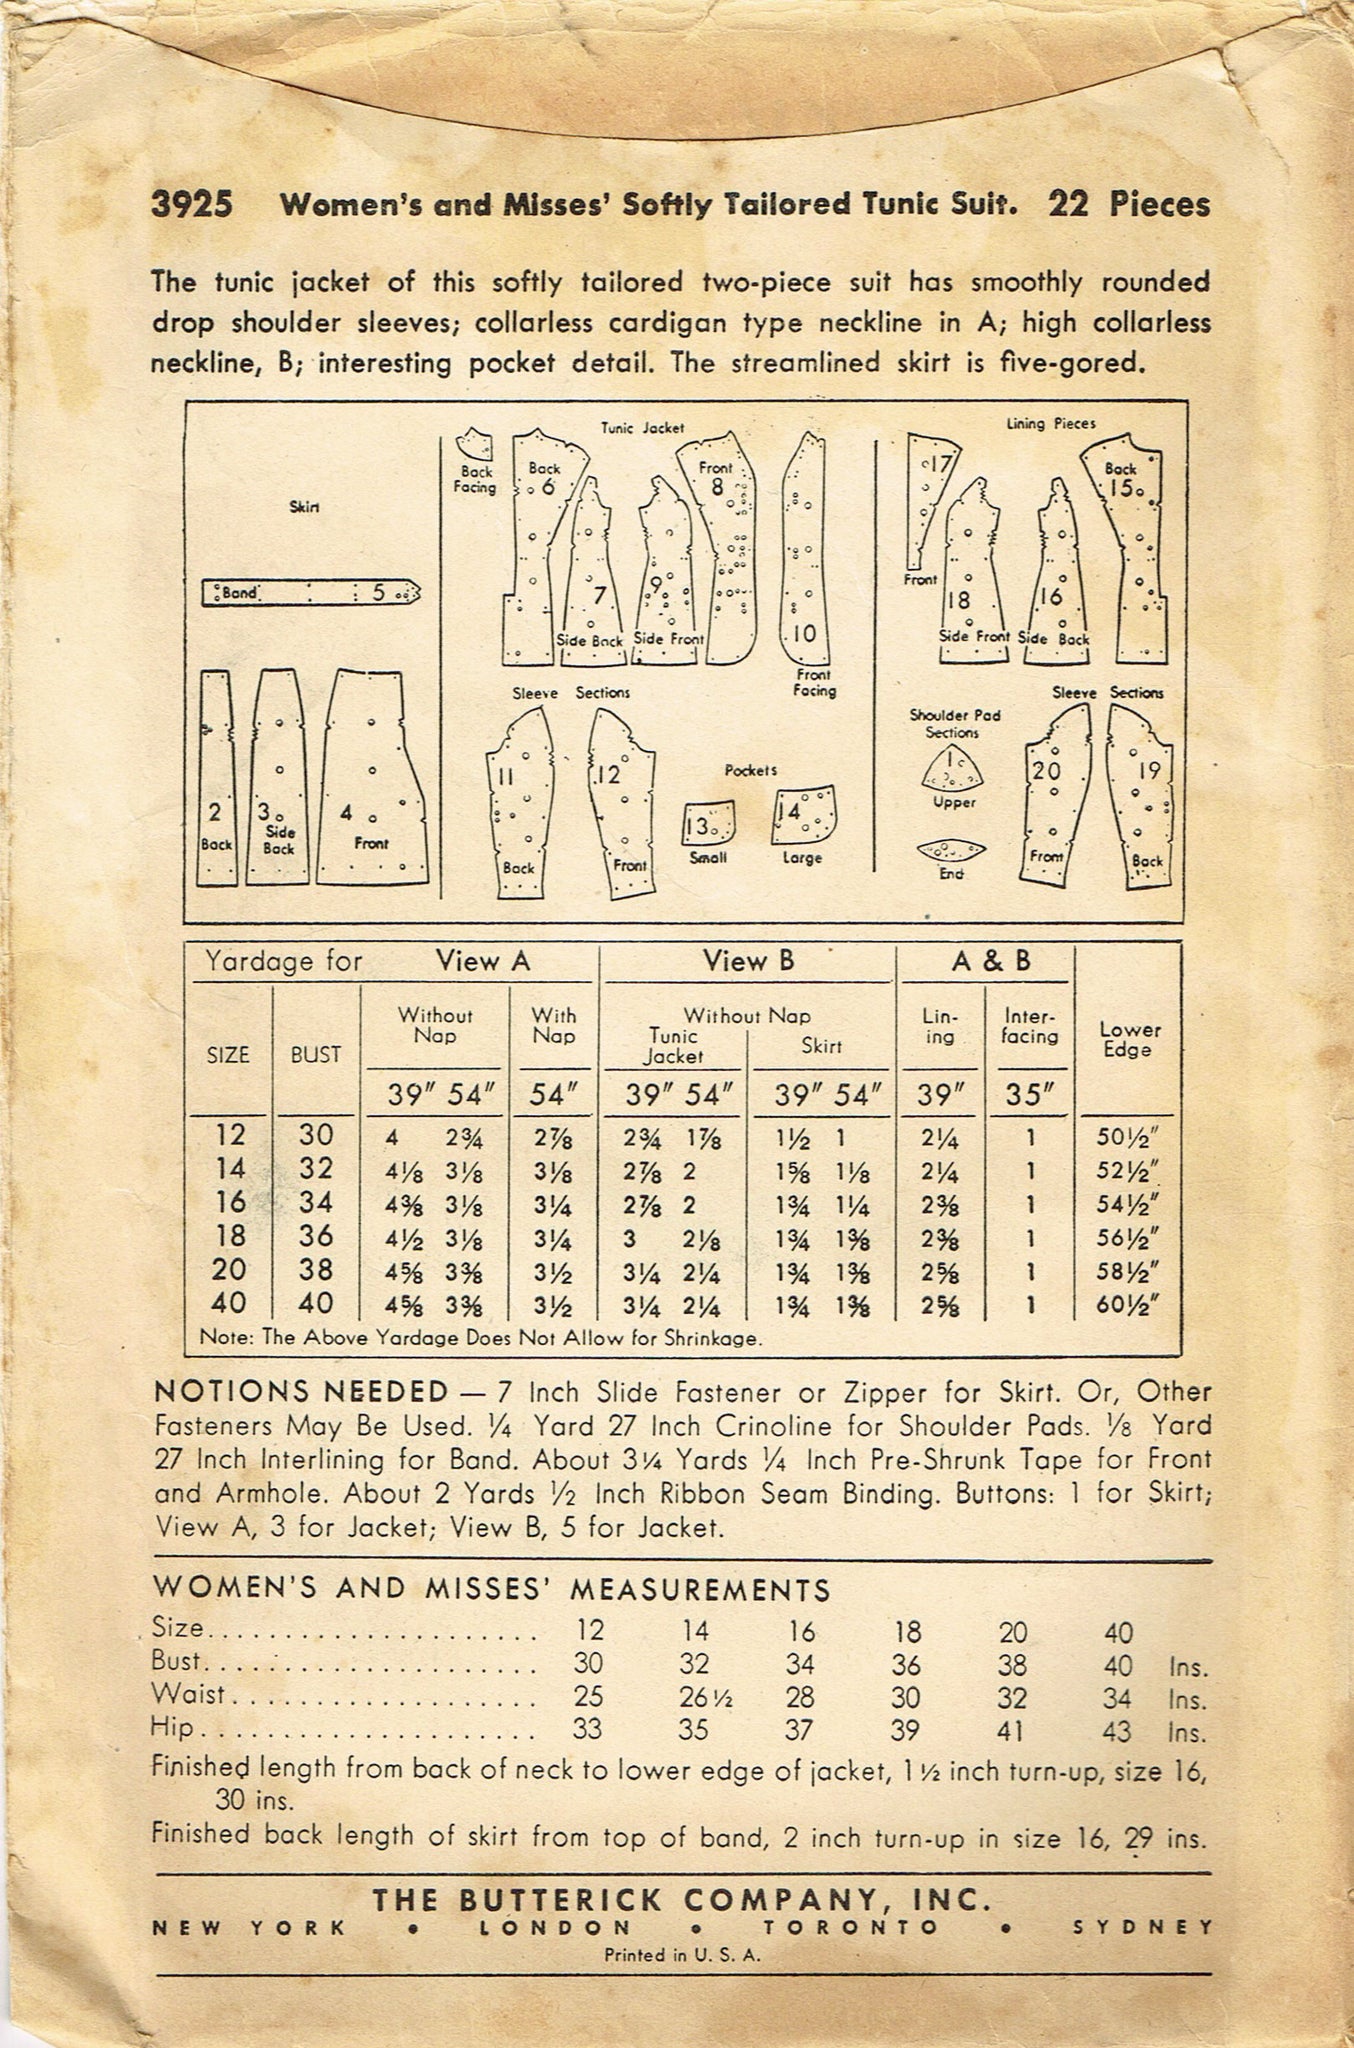 3925 Women's and Misses' Softly Tailored Tunic Suit. 22 Pieces
The tunic jacket of this softly tailored two-piece suit has smoothly rounded
drop shoulder sleeves; collarless cardigan type neckline in A; high collarless
neckline, B; interesting pocket detail. The streamlined skirt is five-gored.
Skirt
Band 5
2 Back
3 Side Back
4 Front
Tunic Jacket
Back Facing
Back 6
7 Side Back
9 Side Front
Front 8
10 Front Facing
Sleeve Sections
11 Back
12 Front
Pockets
13 Small
14 Large
Lining Pieces
17 Front
18 Side Front
16 Side Back
Back 15
Shoulder Pad Sections
1 Upper
End
Sleeve Sections
20 Front
19 Back
Yardage for View A View B A & B
SIZE BUST Without Nap With Nap Without Nap Tunic Jacket Skirt Lin-ing Inter-facing Lower Edge
39" 54" 54" 39" 54" 39" 54" 39" 35"
12 30 4 2¾ 2⅞ 2¾ 1⅞ 1½ 1 2¼ 1 50½"
14 32 4⅛ 3⅛ 3⅛ 2⅞ 2 1⅝ 1⅛ 2¼ 1 52½"
16 34 4⅜ 3⅛ 3¼ 2⅞ 2 1¾ 1¼ 2⅜ 1 54½"
18 36 4½ 3⅛ 3¼ 3 2⅛ 1¾ 1⅜ 2⅜ 1 56½"
20 38 4⅝ 3⅜ 3½ 3¼ 2¼ 1¾ 1⅜ 2⅝ 1 58½"
40 40 4⅝ 3⅜ 3½ 3¼ 2¼ 1¾ 1⅜ 2⅝ 1 60½"
Note: The Above Yardage Does Not Allow for Shrinkage.
NOTIONS NEEDED — 7 Inch Slide Fastener or Zipper for Skirt. Or, Other
Fasteners May Be Used. ¼ Yard 27 Inch Crinoline for Shoulder Pads. ⅛ Yard
27 Inch Interlining for Band. About 3¼ Yards ¼ Inch Pre-Shrunk Tape for Front
and Armhole. About 2 Yards ½ Inch Ribbon Seam Binding. Buttons: 1 for Skirt;
View A, 3 for Jacket; View B, 5 for Jacket.
WOMEN'S AND MISSES' MEASUREMENTS
Size...................... 12 14 16 18 20 40
Bust...................... 30 32 34 36 38 40 Ins.
Waist.................... 25 26½ 28 30 32 34 Ins.
Hip....................... 33 35 37 39 41 43 Ins.
Finished length from back of neck to lower edge of jacket, 1½ inch turn-up, size 16,
30 ins.
Finished back length of skirt from top of band, 2 inch turn-up in size 16, 29 ins.
THE BUTTERICK COMPANY, INC.
NEW YORK • LONDON • TORONTO • SYDNEY
Printed in U. S. A.